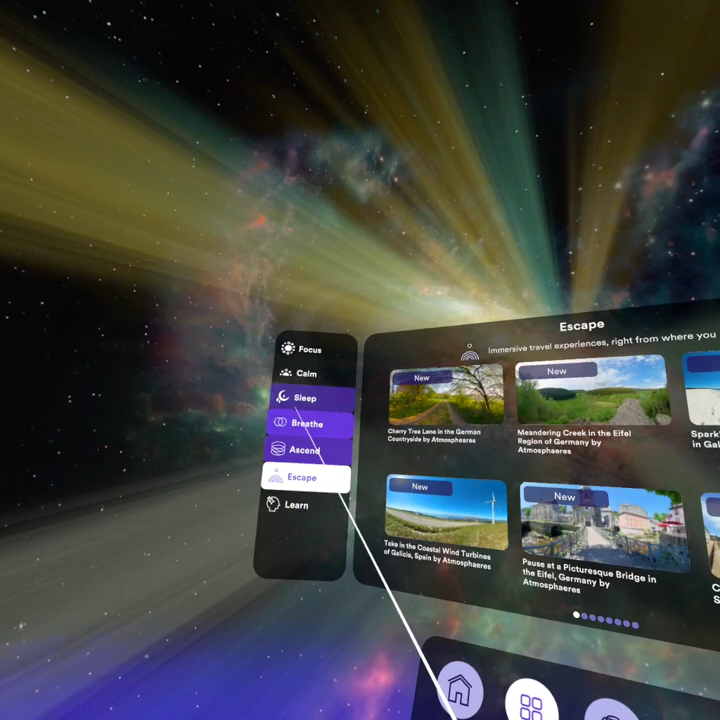 Escape
Immersive travel experiences, right from where you
Focus
Calm
Sleep
Breathe
Ascend
Escape
Learn
New
Cherry Tree Lane in the German
Countryside by Atmosphaeres
New
Meandering Creek in the Eifel
Region of Germany by
Atmosphaeres
New
Take in the Coastal Wind Turbines
of Galicia, Spain by Atmosphaeres
New
Pause at a Picturesque Bridge in
the Eifel, Germany by
Atmosphaeres